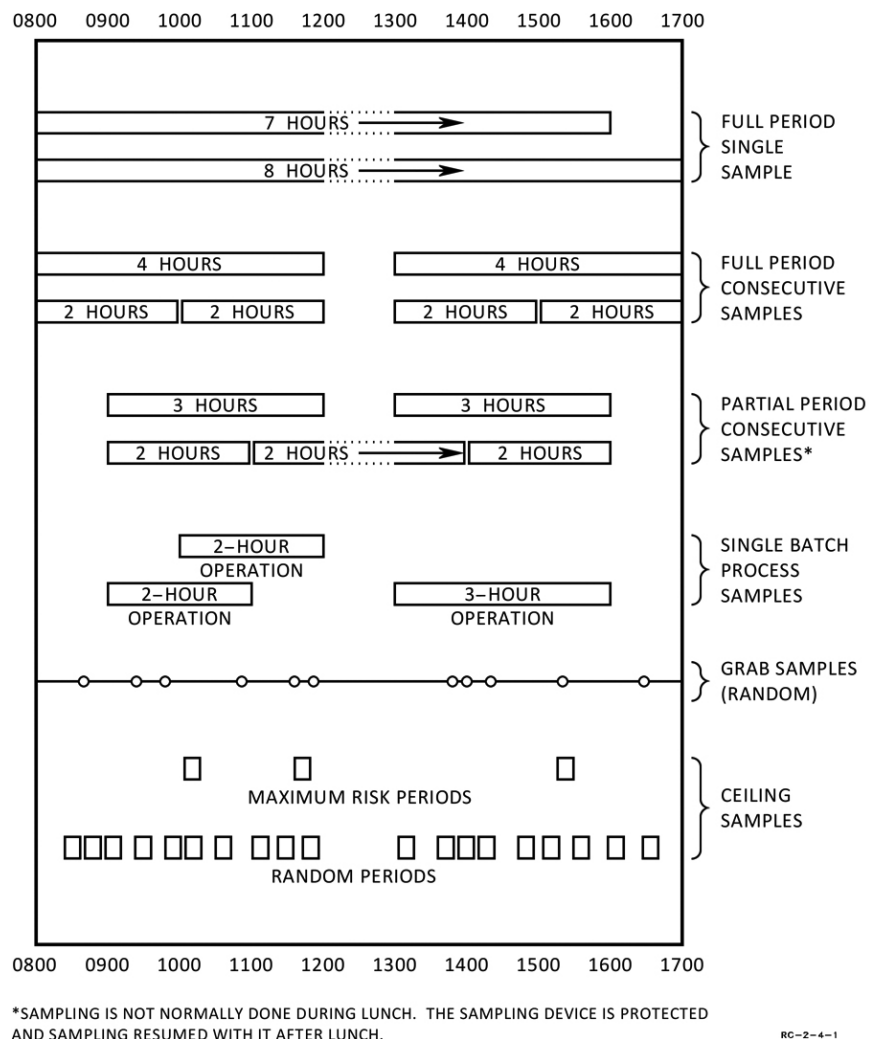 0800 0900 1000 1100 1200 1300 1400 1500 1600 1700
7 HOURS
8 HOURS
FULL PERIOD
SINGLE
SAMPLE
4 HOURS 4 HOURS
2 HOURS 2 HOURS 2 HOURS 2 HOURS
FULL PERIOD
CONSECUTIVE
SAMPLES
3 HOURS 3 HOURS
2 HOURS 2 HOURS 2 HOURS
PARTIAL PERIOD
CONSECUTIVE
SAMPLES*
2-HOUR
OPERATION
2-HOUR 3-HOUR
OPERATION OPERATION
SINGLE BATCH
PROCESS
SAMPLES
GRAB SAMPLES
(RANDOM)
MAXIMUM RISK PERIODS
RANDOM PERIODS
CEILING
SAMPLES
0800 0900 1000 1100 1200 1300 1400 1500 1600 1700
*SAMPLING IS NOT NORMALLY DONE DURING LUNCH. THE SAMPLING DEVICE IS PROTECTED
AND SAMPLING RESUMED WITH IT AFTER LUNCH.
RC-2-4-1